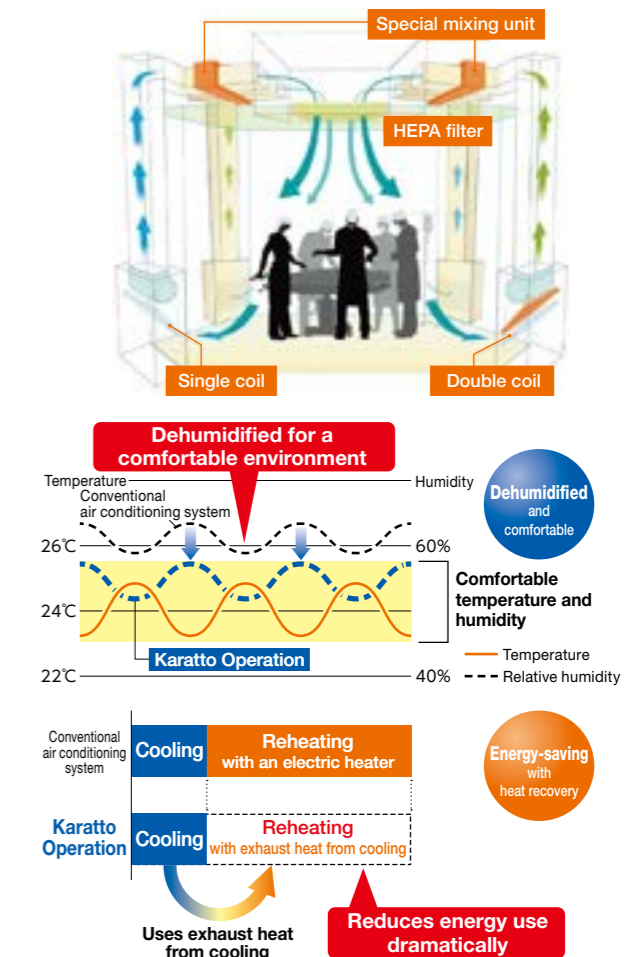 Special mixing unit
HEPA filter
Single coil
Double coil
Dehumidified for a
comfortable environment
Temperature
Humidity
Conventional
air conditioning system
Dehumidified
and
comfortable
26℃
60%
24℃
Comfortable
temperature and
humidity
Karatto Operation
22℃
40%
Temperature
Relative humidity
Conventional
air conditioning
system
Cooling
Reheating
with an electric heater
Energy-saving
with
heat recovery
Karatto
Operation
Cooling
Reheating
with exhaust heat from cooling
Uses exhaust heat
from cooling
Reduces energy use
dramatically